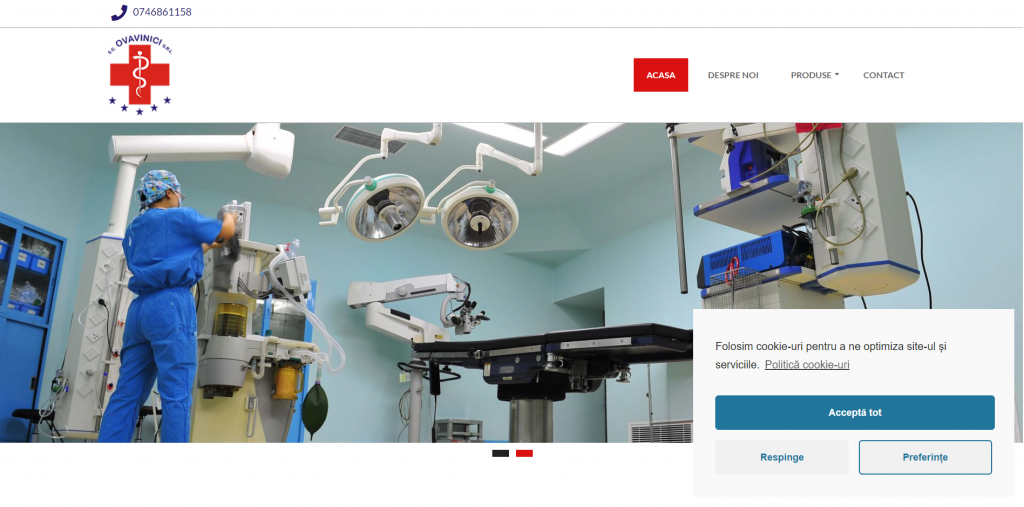 0746861158
S.C. OVAVINICI S.R.L.
ACASA
DESPRE NOI
PRODUSE
CONTACT
Folosim cookie-uri pentru a ne optimiza site-ul și
serviciile. Politică cookie-uri
Acceptă tot
Respinge
Preferințe